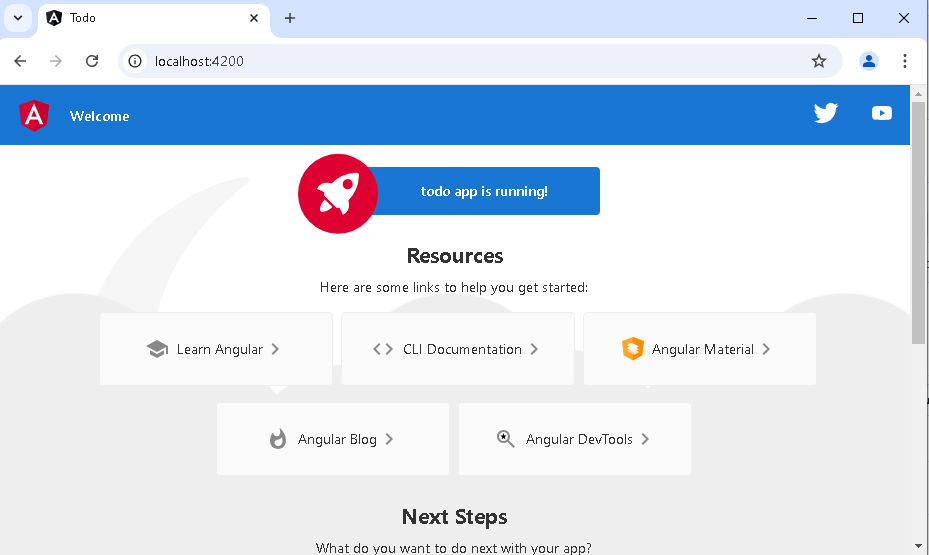 Todo
localhost:4200
Welcome
todo app is running!
Resources
Here are some links to help you get started:
Learn Angular
CLI Documentation
Angular Material
Angular Blog
Angular DevTools
Next Steps
What do you want to do next with your app?